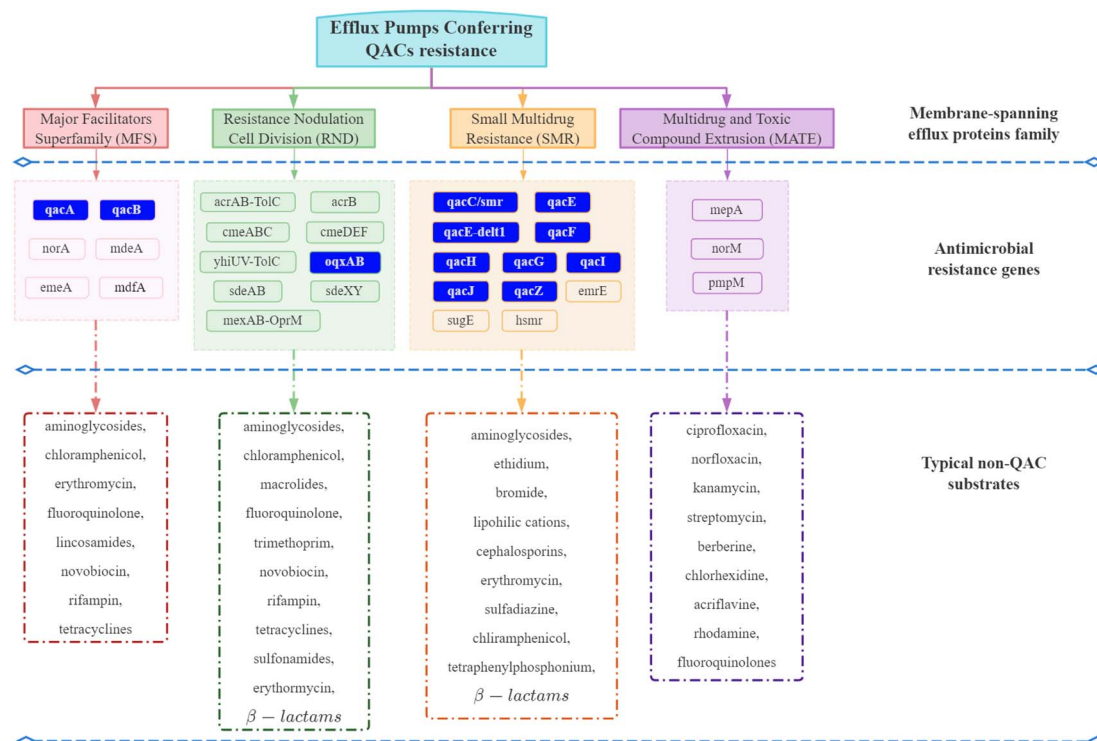 Efflux Pumps Conferring
QACs resistance
Major Facilitators
Superfamily (MFS)
Resistance Nodulation
Cell Division (RND)
Small Multidrug
Resistance (SMR)
Multidrug and Toxic
Compound Extrusion (MATE)
Membrane-spanning
efflux proteins family
qacA qacB
norA mdeA
emeA mdfA
acrAB-TolC acrB
cmeABC cmeDEF
yhiUV-TolC oqxAB
sdeAB sdeXY
mexAB-OprM
qacC/smr qacE
qacE-delt1 qacF
qacH qacG qacI
qacJ qacZ emrE
sugE hsmr
mepA
norM
pmpM
Antimicrobial
resistance genes
aminoglycosides,
chloramphenicol,
erythromycin,
fluoroquinolone,
lincosamides,
novobiocin,
rifampin,
tetracyclines
aminoglycosides,
chloramphenicol,
macrolides,
fluoroquinolone,
trimethoprim,
novobiocin,
rifampin,
tetracyclines,
sulfonamides,
erythormycin,
β − lactams
aminoglycosides,
ethidium,
bromide,
lipohilic cations,
cephalosporins,
erythromycin,
sulfadiazine,
chliramphenicol,
tetraphenylphosphonium,
β − lactams
ciprofloxacin,
norfloxacin,
kanamycin,
streptomycin,
berberine,
chlorhexidine,
acriflavine,
rhodamine,
fluoroquinolones
Typical non-QAC
substrates